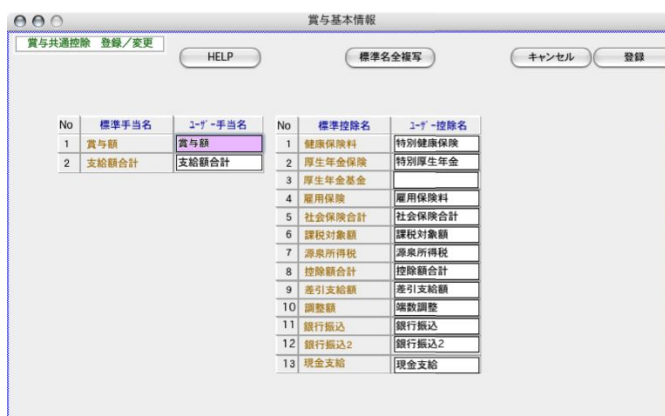 賞与基本情報
賞与共通控除 登録／変更
HELP 標準名全複写 キャンセル 登録
No 標準手当名 ﾕｰｻﾞｰ手当名
1 賞与額 賞与額
2 支給額合計 支給額合計
No 標準控除名 ﾕｰｻﾞｰ控除名
1 健康保険料 特別健康保険
2 厚生年金保険 特別厚生年金
3 厚生年金基金
4 雇用保険 雇用保険料
5 社会保険合計 社会保険合計
6 課税対象額 課税対象額
7 源泉所得税 源泉所得税
8 控除額合計 控除額合計
9 差引支給額 差引支給額
10 調整額 端数調整
11 銀行振込 銀行振込
12 銀行振込2 銀行振込2
13 現金支給 現金支給